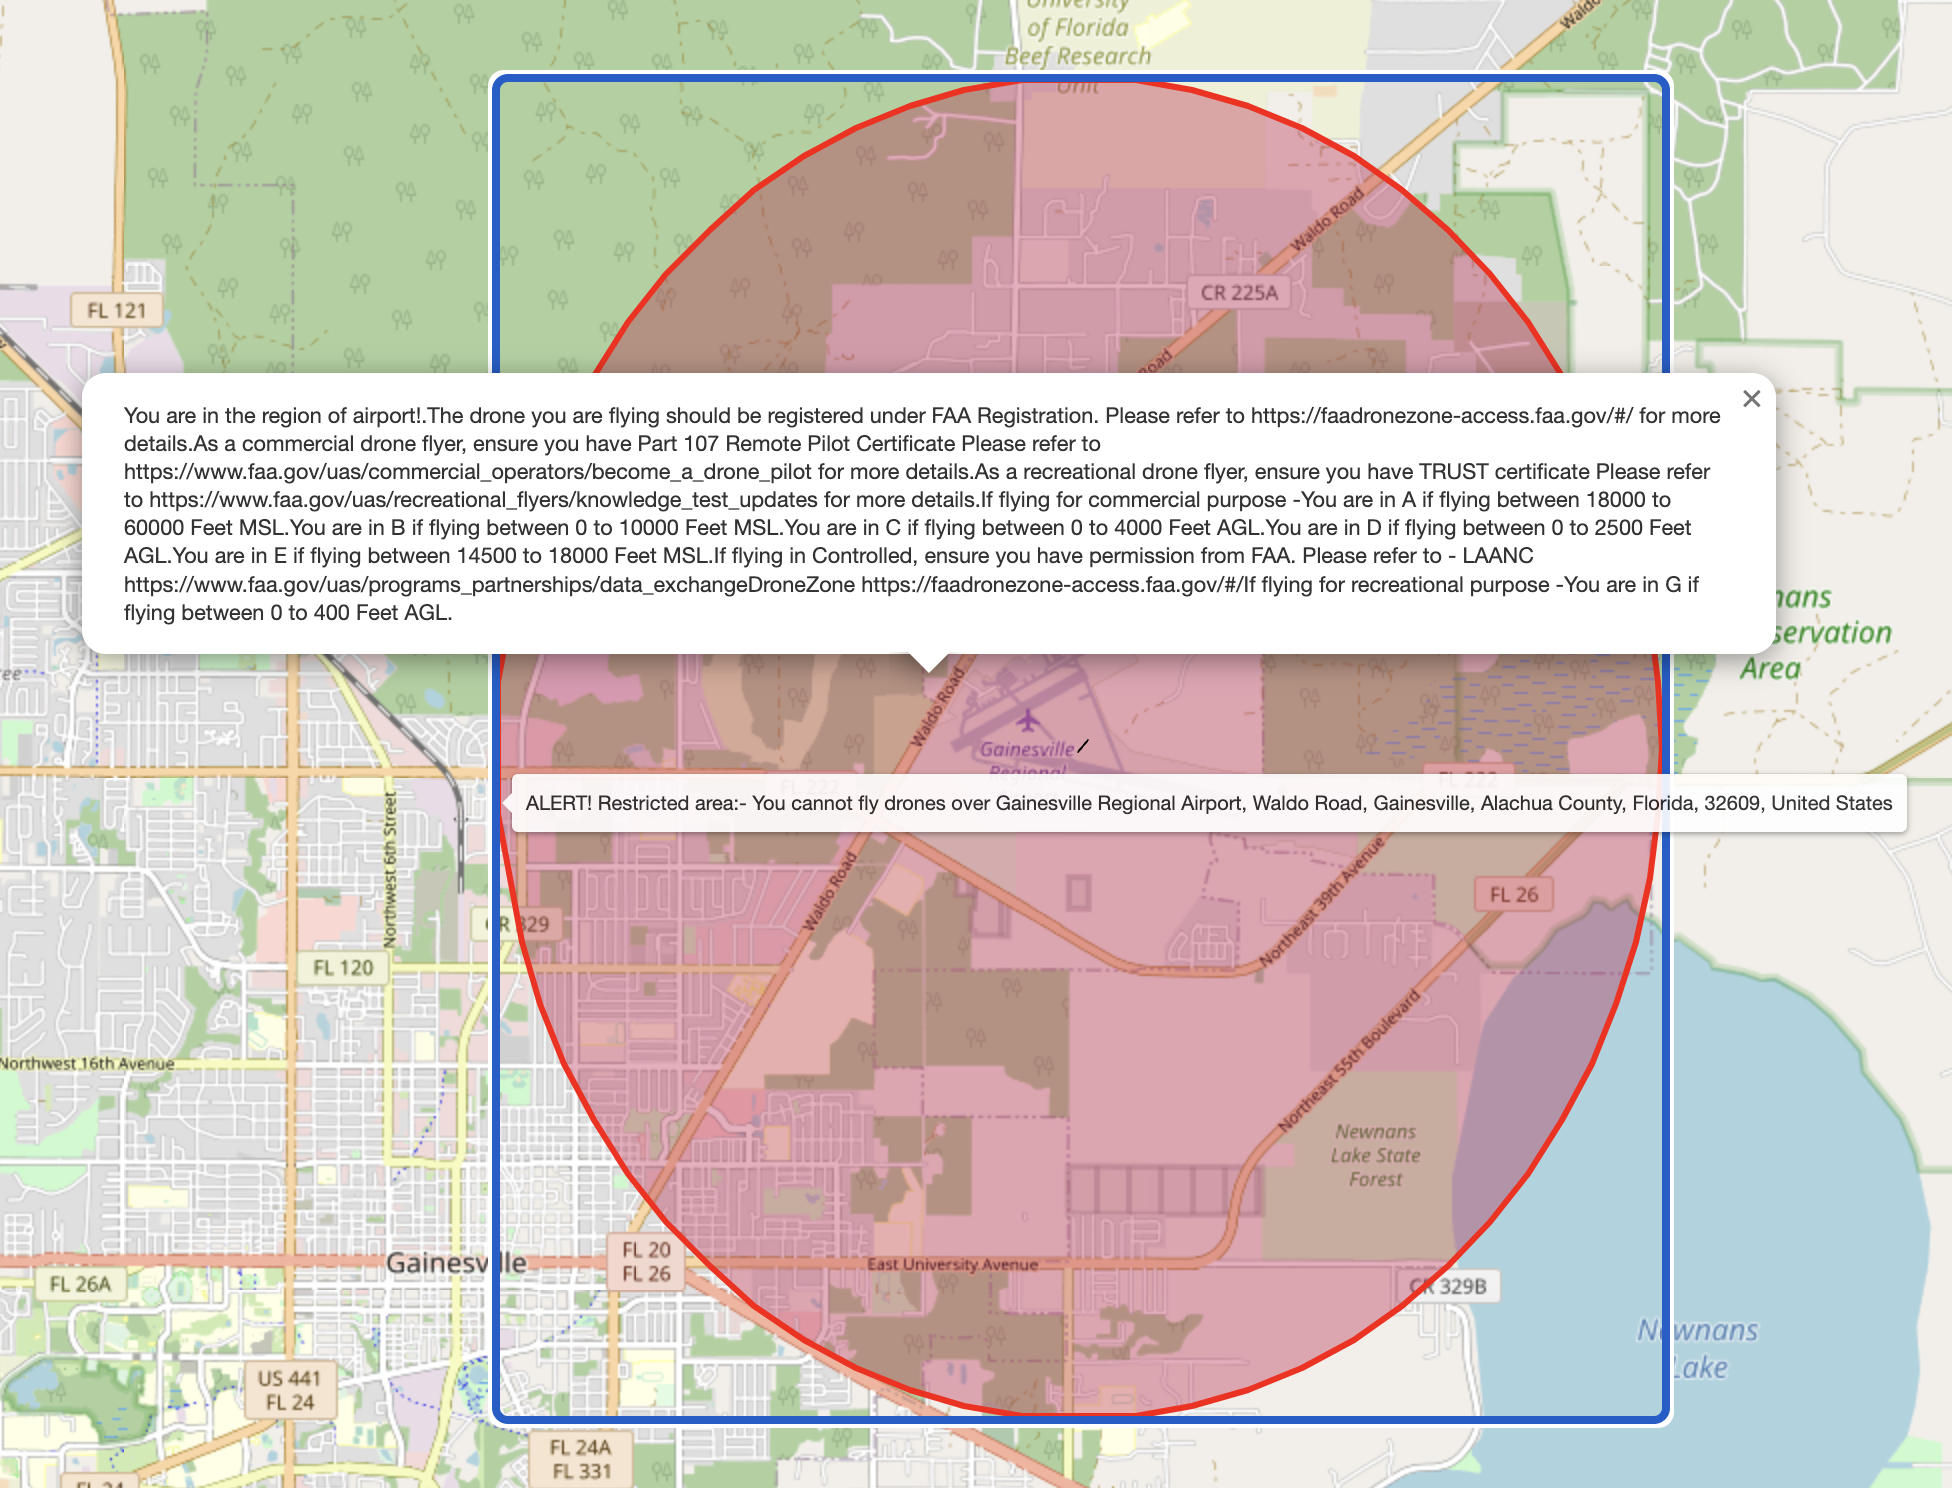 University
of Florida
Beef Research
Unit
Waldo
Waldo Road
CR 225A
FL 121
Road
You are in the region of airport!.The drone you are flying should be registered under FAA Registration. Please refer to https://faadronezone-access.faa.gov/#/ for more
details.As a commercial drone flyer, ensure you have Part 107 Remote Pilot Certificate Please refer to
https://www.faa.gov/uas/commercial_operators/become_a_drone_pilot for more details.As a recreational drone flyer, ensure you have TRUST certificate Please refer
to https://www.faa.gov/uas/recreational_flyers/knowledge_test_updates for more details.If flying for commercial purpose -You are in A if flying between 18000 to
60000 Feet MSL.You are in B if flying between 0 to 10000 Feet MSL.You are in C if flying between 0 to 4000 Feet AGL.You are in D if flying between 0 to 2500 Feet
AGL.You are in E if flying between 14500 to 18000 Feet MSL.If flying in Controlled, ensure you have permission from FAA. Please refer to - LAANC
https://www.faa.gov/uas/programs_partnerships/data_exchangeDroneZone https://faadronezone-access.faa.gov/#/If flying for recreational purpose -You are in G if
flying between 0 to 400 Feet AGL.
nans
servation
Area
Waldo Road
Gainesville
Regional
FL 222
FL 222
ALERT! Restricted area:- You cannot fly drones over Gainesville Regional Airport, Waldo Road, Gainesville, Alachua County, Florida, 32609, United States
Northwest 6th Street
Waldo Road
Northeast 39th Avenue
FL 26
CR 329
FL 120
Northwest 16th Avenue
Northeast 55th Boulevard
Newnans
Lake State
Forest
Gainesville
FL 20
FL 26
East University Avenue
FL 26A
CR 329B
Newnans
Lake
US 441
FL 24
FL 24A
FL 331
FL 24